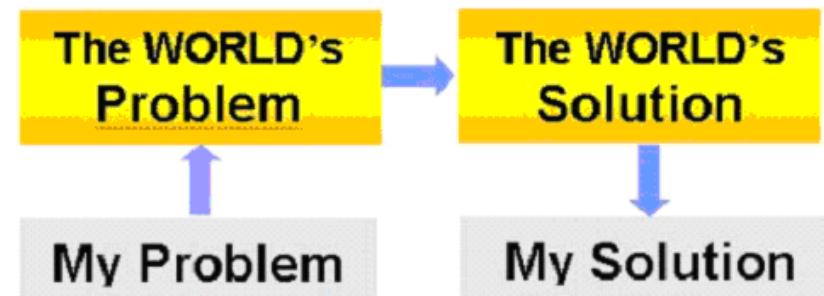 The WORLD's
Problem
The WORLD's
Solution
My Problem
My Solution